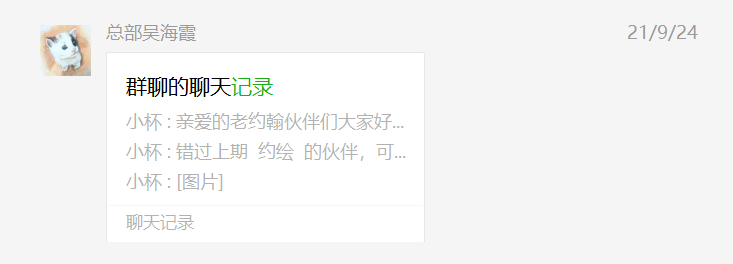 总部吴海霞
21/9/24
群聊的聊天记录
小杯 : 亲爱的老约翰伙伴们大家好...
小杯 : 错过上期 约绘 的伙伴，可...
小杯 : [图片]
聊天记录